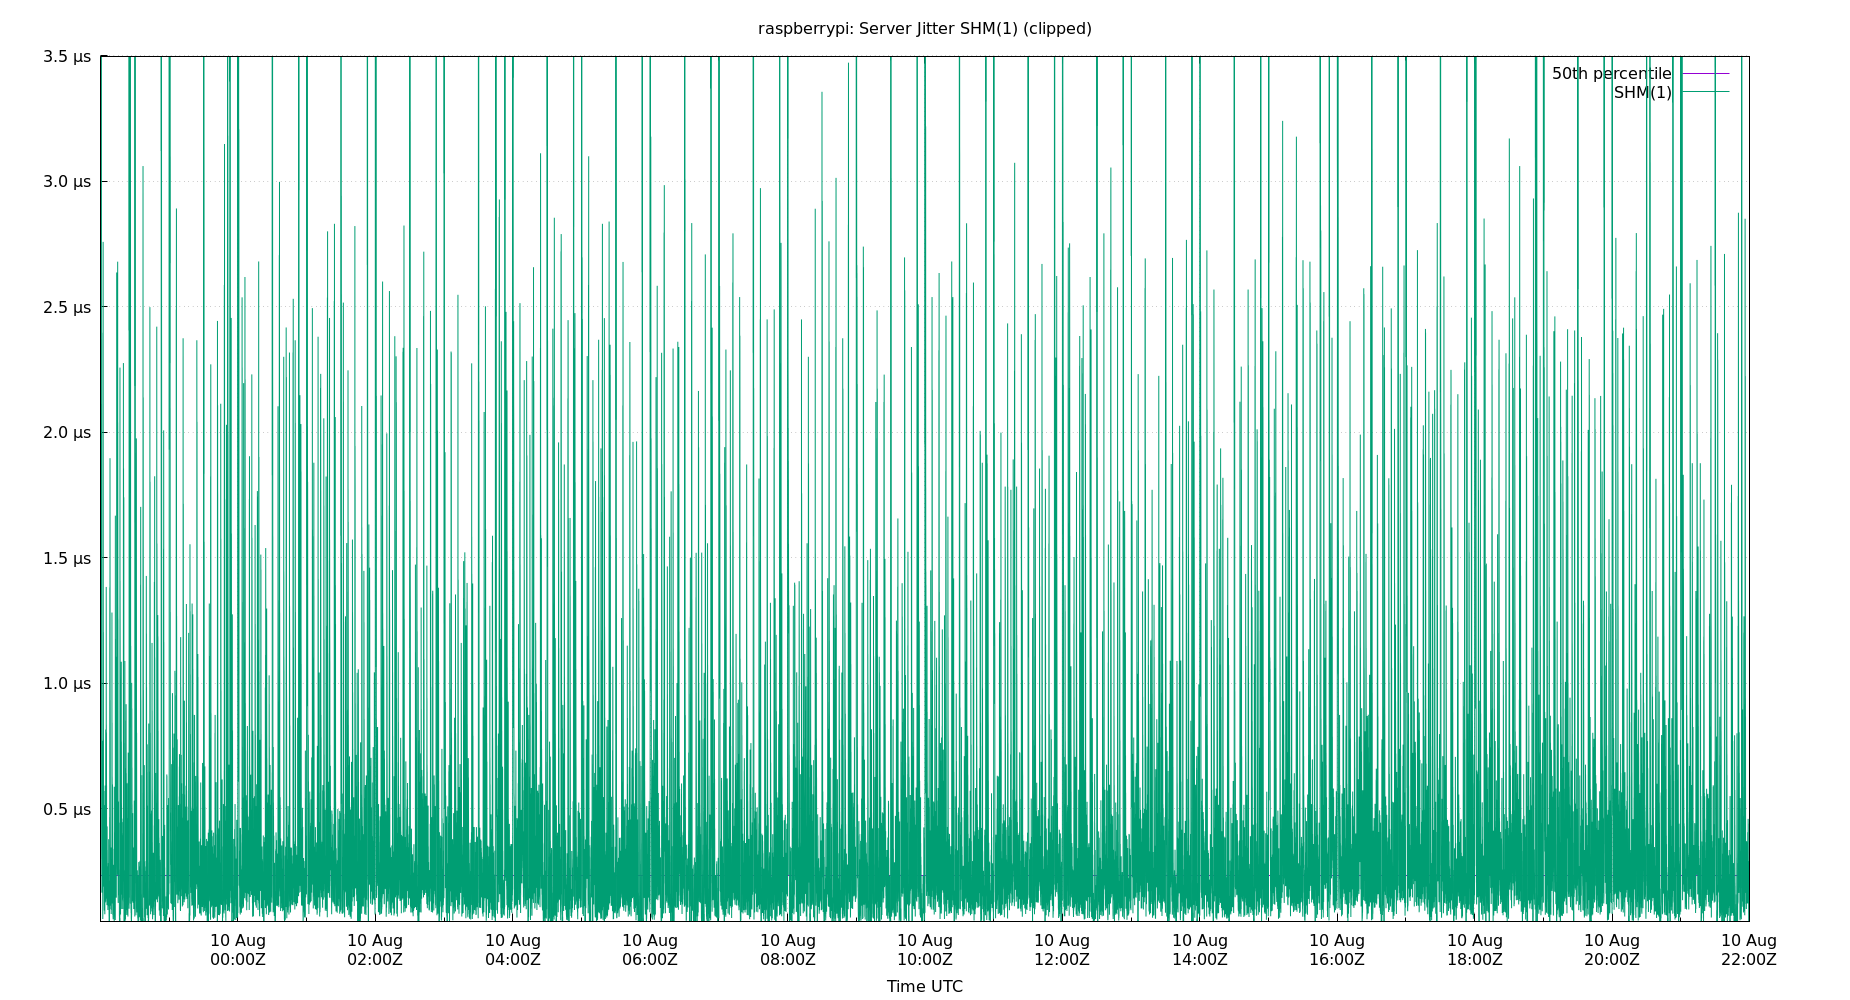 raspberrypi: Server Jitter SHM(1) (clipped)
3.5 µs
50th percentile
SHM(1)
3.0 µs
2.5 µs
2.0 µs
1.5 µs
1.0 µs
0.5 µs
10 Aug 10 Aug 10 Aug 10 Aug 10 Aug 10 Aug 10 Aug 10 Aug 10 Aug 10 Aug 10 Aug 10 Aug
00:00Z 02:00Z 04:00Z 06:00Z 08:00Z 10:00Z 12:00Z 14:00Z 16:00Z 18:00Z 20:00Z 22:00Z
Time UTC